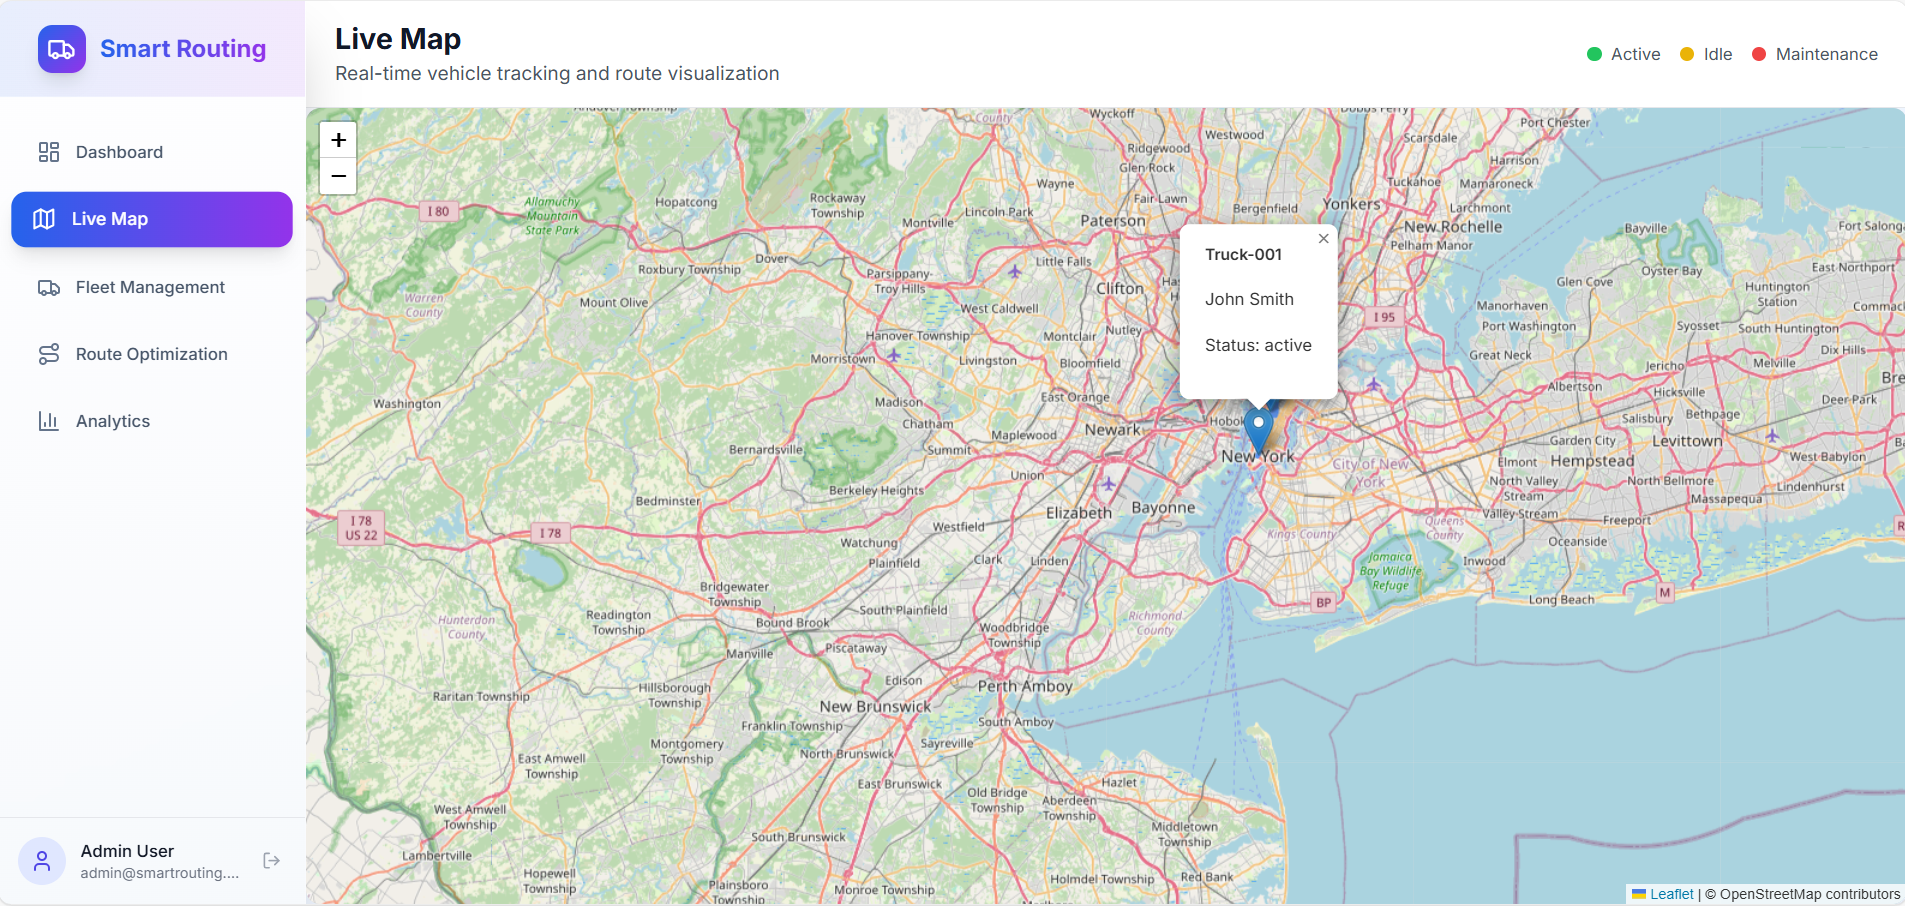 Smart Routing
Dashboard
Live Map
Fleet Management
Route Optimization
Analytics
Admin User
admin@smartrouting....
Live Map
Real-time vehicle tracking and route visualization
Active
Idle
Maintenance
+
−
Truck-001
John Smith
Status: active
×
Wyckoff
County
Port Chester
Westwood
Scarsdale
Ridgewood
Harrison
Glen Rock
Wayne
Tuckahoe
Mamaroneck
Allamuchy
Mountain
State Park
Hopatcong
Rockaway
Township
Fair Lawn
I 80
Lincoln Park
Bergenfield
Yonkers
Larchmont
Montville
Paterson
New Rochelle
Bayville
Fort Salonga
Pelham Manor
Dover
Little Falls
Roxbury Township
Parsippany-
Troy Hills
Oyster Bay
East Northport
Glen Cove
Huntington
Station
Clifton
Warren
County
Mount Olive
West Caldwell
Manorhaven
Commack
I 95
Port Washington
Syosset
South Huntington
Nutley
Hanover Township
Montclair
Great Neck
Dix Hills
Morristown
Livingston
Bloomfield
Jericho
Melville
Albertson
Hicksville
Deer Park
East Orange
Washington
Madison
Bethpage
Salisbury
Chatham
Newark
Maplewood
Garden City
Levittown
Bernardsville
Summit
New York
City of New
York
Elmont
Hempstead
West Babylon
Union
North Valley
Stream
North Bellmore
Lindenhurst
Berkeley Heights
Massapequa
Bedminster
Elizabeth
Bayonne
Valley Stream
Freeport
Queens
County
I 78
US 22
I 78
Westfield
Kings County
Watchung
Oceanside
Plainfield
Clark
Linden
Jamaica
Bay Wildlife
Refuge
Inwood
Bridgewater
Township
BP
Long Beach
M
Readington
Township
South Plainfield
Hunterdon
County
Bound Brook
Woodbridge
Township
Richmond
County
Manville
Piscataway
Edison
Perth Amboy
Raritan Township
Hillsborough
Township
New Brunswick
South Amboy
Franklin Township
Montgomery
Township
Sayreville
North Brunswick
East Amwell
Township
East Brunswick
Hazlet
Old Bridge
Township
Aberdeen
Township
West Amwell
Township
Middletown
Township
South Brunswick
Lambertville
Hopewell
Township
Plainsboro
Monroe Township
Holmdel Township
Red Bank
Leaflet | © OpenStreetMap contributors